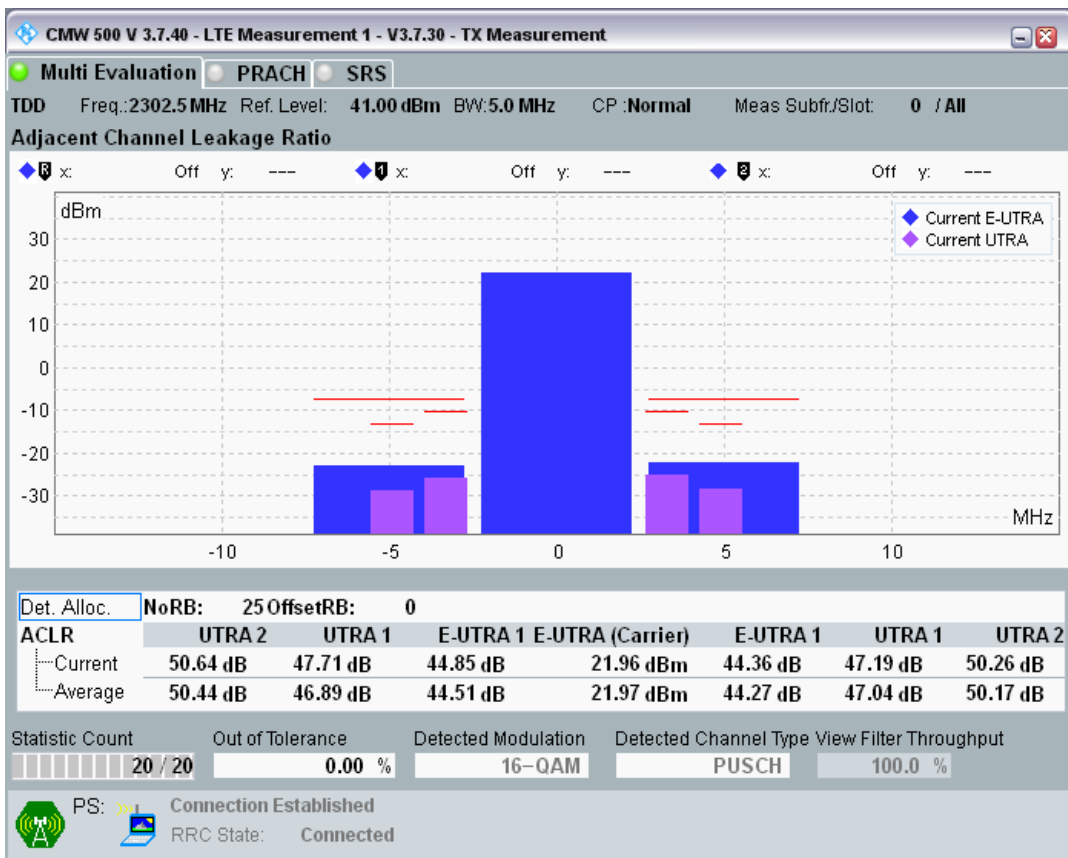 CMW 500 V 3.7.40 - LTE Measurement 1 - V3.7.30 - TX Measurement
Multi Evaluation PRACH SRS
TDD Freq.:2302.5 MHz Ref. Level: 41.00 dBm BW:5.0 MHz CP :Normal Meas Subfr./Slot: 0 / All
Adjacent Channel Leakage Ratio
R x: Off y: --- 1 x: Off y: --- 2 x: Off y: ---
dBm
Current E-UTRA
Current UTRA
30
20
10
0
-10
-20
-30
MHz
-10 -5 0 5 10
Det. Alloc. NoRB: 25 OffsetRB: 0
ACLR UTRA 2 UTRA 1 E-UTRA 1 E-UTRA (Carrier) E-UTRA 1 UTRA 1 UTRA 2
Current 50.64 dB 47.71 dB 44.85 dB 21.96 dBm 44.36 dB 47.19 dB 50.26 dB
Average 50.44 dB 46.89 dB 44.51 dB 21.97 dBm 44.27 dB 47.04 dB 50.17 dB
Statistic Count Out of Tolerance Detected Modulation Detected Channel Type View Filter Throughput
20 / 20 0.00 % 16-QAM PUSCH 100.0 %
PS: Connection Established
RRC State: Connected